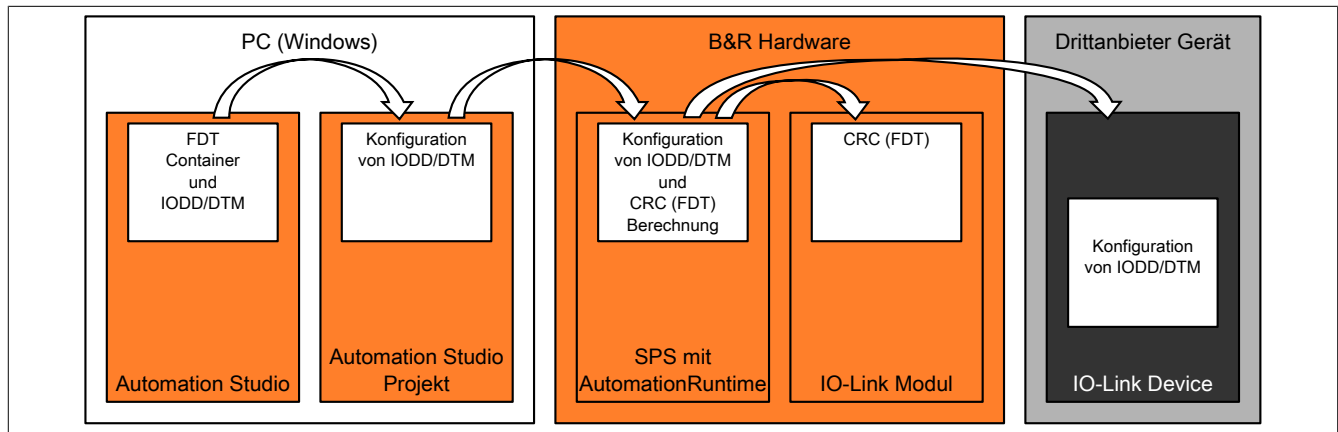 PC (Windows)
FDT
Container
und
IODD/DTM
Automation Studio
Konfiguration
von IODD/DTM
Automation Studio
Projekt
B&R Hardware
Konfiguration
von IODD/DTM
und
CRC (FDT)
Berechnung
SPS mit
AutomationRuntime
CRC (FDT)
IO-Link Modul
Drittanbieter Gerät
Konfiguration
von IODD/DTM
IO-Link Device